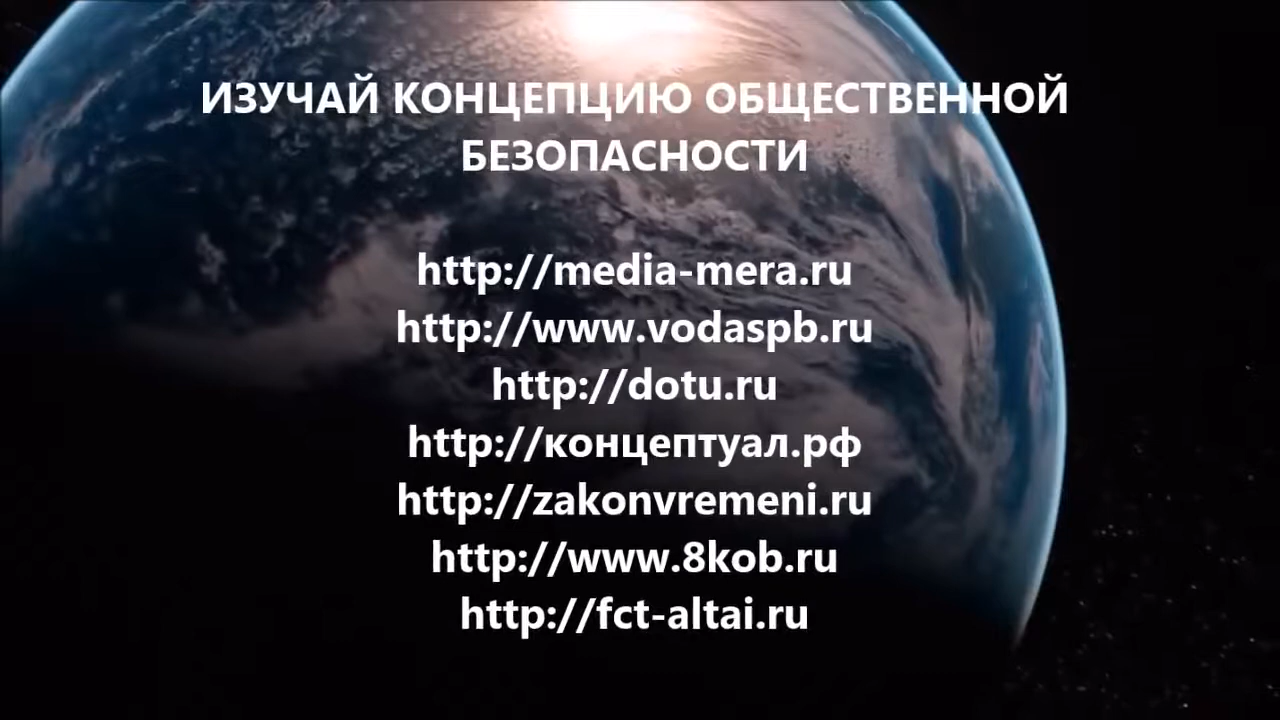 ИЗУЧАЙ КОНЦЕПЦИЮ ОБЩЕСТВЕННОЙ
БЕЗОПАСНОСТИ
http://media-mera.ru
http://www.vodaspb.ru
http://dotu.ru
http://концептуал.рф
http://zakonvremeni.ru
http://www.8kob.ru
http://fct-altai.ru